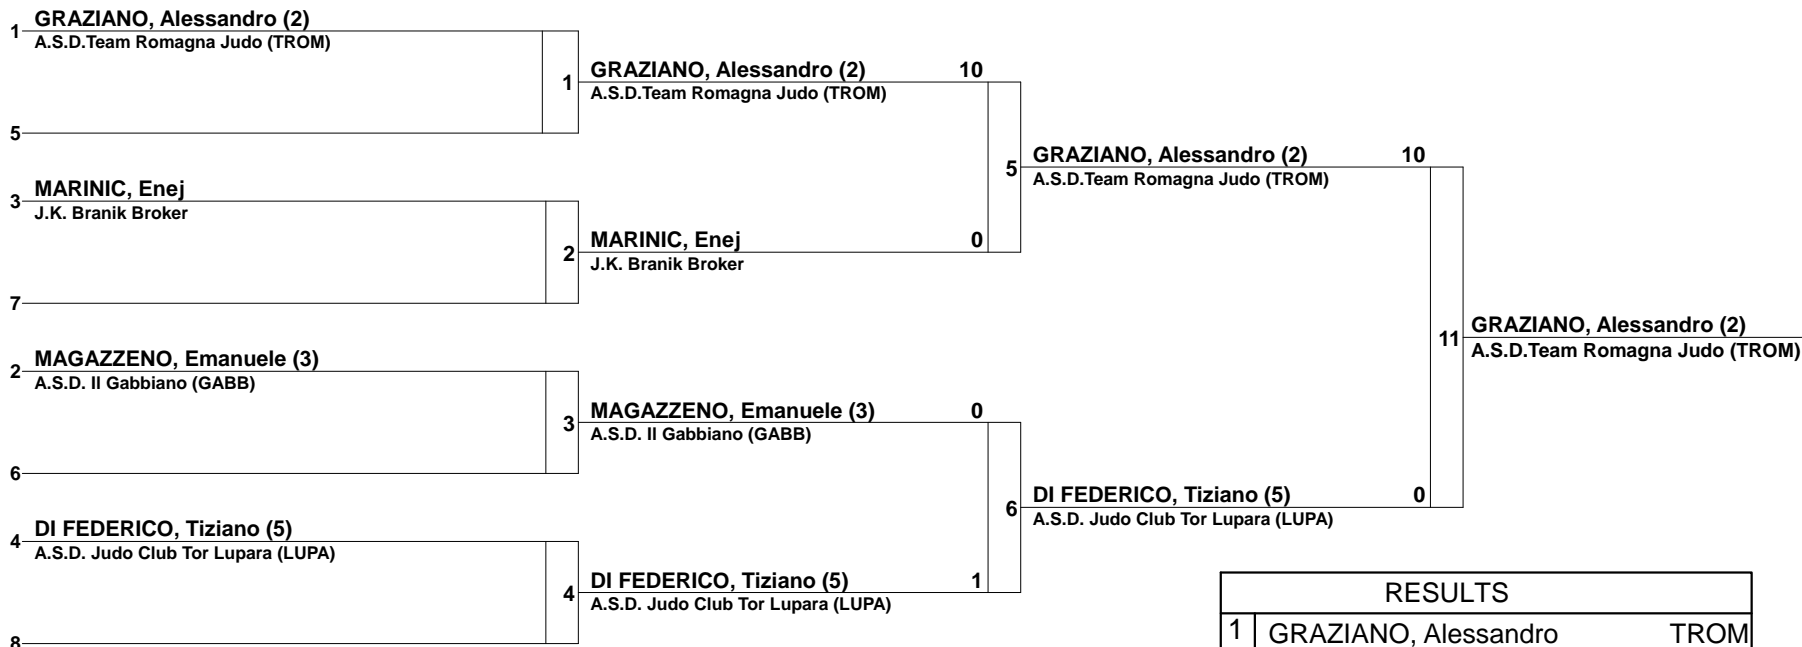 1
GRAZIANO, Alessandro (2)
A.S.D.Team Romagna Judo (TROM)
5
1
GRAZIANO, Alessandro (2) 10
A.S.D.Team Romagna Judo (TROM)
3
MARINIC, Enej
J.K. Branik Broker
7
2
MARINIC, Enej 0
J.K. Branik Broker
5
GRAZIANO, Alessandro (2) 10
A.S.D.Team Romagna Judo (TROM)
2
MAGAZZENO, Emanuele (3)
A.S.D. Il Gabbiano (GABB)
6
3
MAGAZZENO, Emanuele (3) 0
A.S.D. Il Gabbiano (GABB)
4
DI FEDERICO, Tiziano (5)
A.S.D. Judo Club Tor Lupara (LUPA)
8
4
DI FEDERICO, Tiziano (5) 1
A.S.D. Judo Club Tor Lupara (LUPA)
6
DI FEDERICO, Tiziano (5) 0
A.S.D. Judo Club Tor Lupara (LUPA)
11
GRAZIANO, Alessandro (2)
A.S.D.Team Romagna Judo (TROM)
RESULTS
1 GRAZIANO, Alessandro TROM